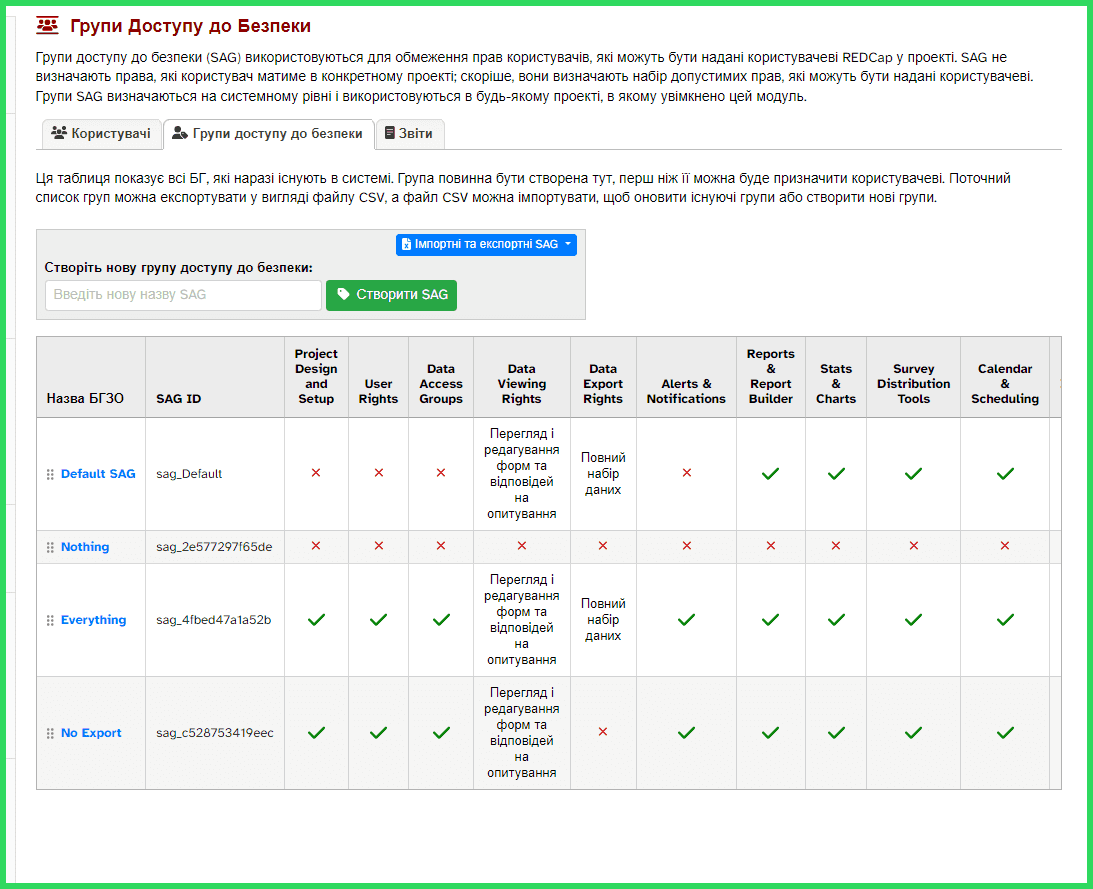 Групи Доступу до Безпеки
Групи доступу до безпеки (SAG) використовуються для обмеження прав користувачів, які можуть бути надані користувачеві REDCap у проекті. SAG не
визначають права, які користувач матиме в конкретному проекті; скоріше, вони визначають набір допустимих прав, які можуть бути надані користувачеві.
Групи SAG визначаються на системному рівні і використовуються в будь-якому проекті, в якому увімкнено цей модуль.
Користувачі Групи доступу до безпеки Звіти
Ця таблиця показує всі БГ, які наразі існують в системі. Група повинна бути створена тут, перш ніж її можна буде призначити користувачеві. Поточний
список груп можна експортувати у вигляді файлу CSV, а файл CSV можна імпортувати, щоб оновити існуючі групи або створити нові групи.
Імпортні та експортні SAG
Створіть нову групу доступу до безпеки:
Введіть нову назву SAG Створити SAG
Назва БГЗО SAG ID Project Design and Setup User Rights Data Access Groups Data Viewing Rights Data Export Rights Alerts & Notifications Reports & Report Builder Stats & Charts Survey Distribution Tools Calendar & Scheduling
Default SAG sag_Default Перегляд і редагування форм та відповідей на опитування Повний набір даних
Nothing sag_2e577297f65de
Everything sag_4fbed47a1a52b Перегляд і редагування форм та відповідей на опитування Повний набір даних
No Export sag_c528753419eec Перегляд і редагування форм та відповідей на опитування